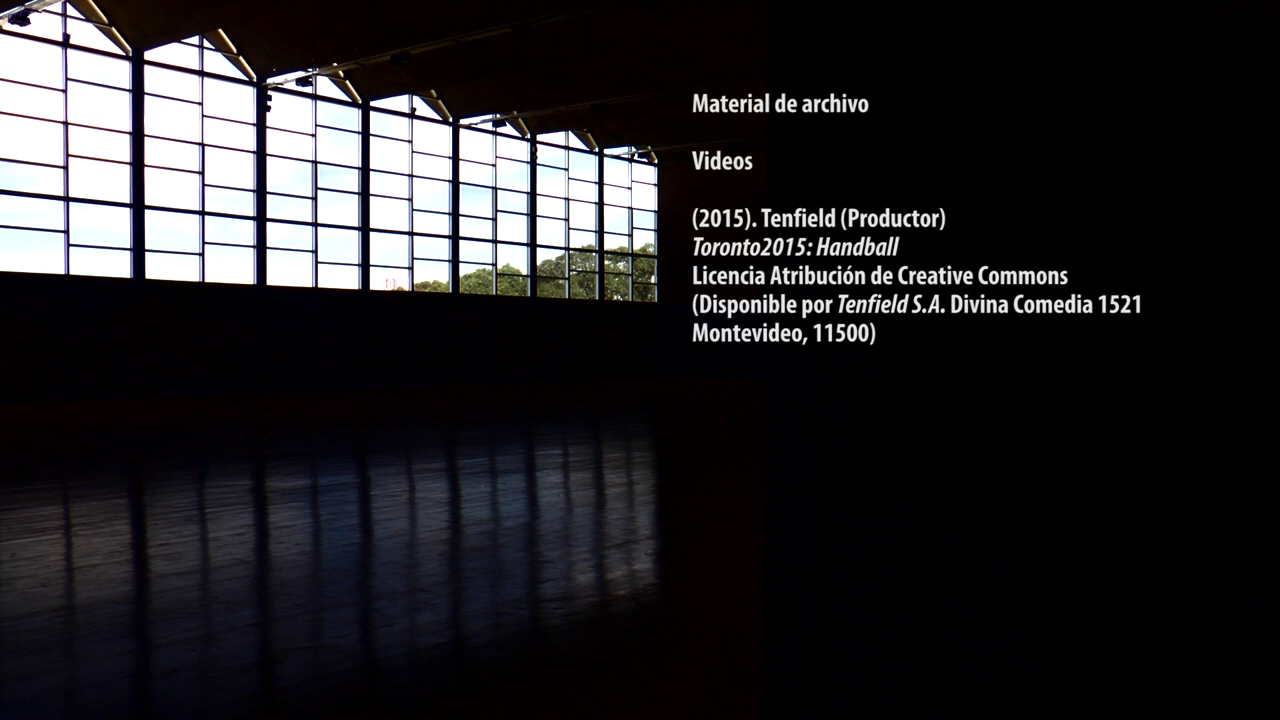 Material de archivo
Videos
(2015). Tenfield (Productor)
Toronto2015: Handball
Licencia Atribución de Creative Commons
(Disponible por Tenfield S.A. Divina Comedia 1521
Montevideo, 11500)